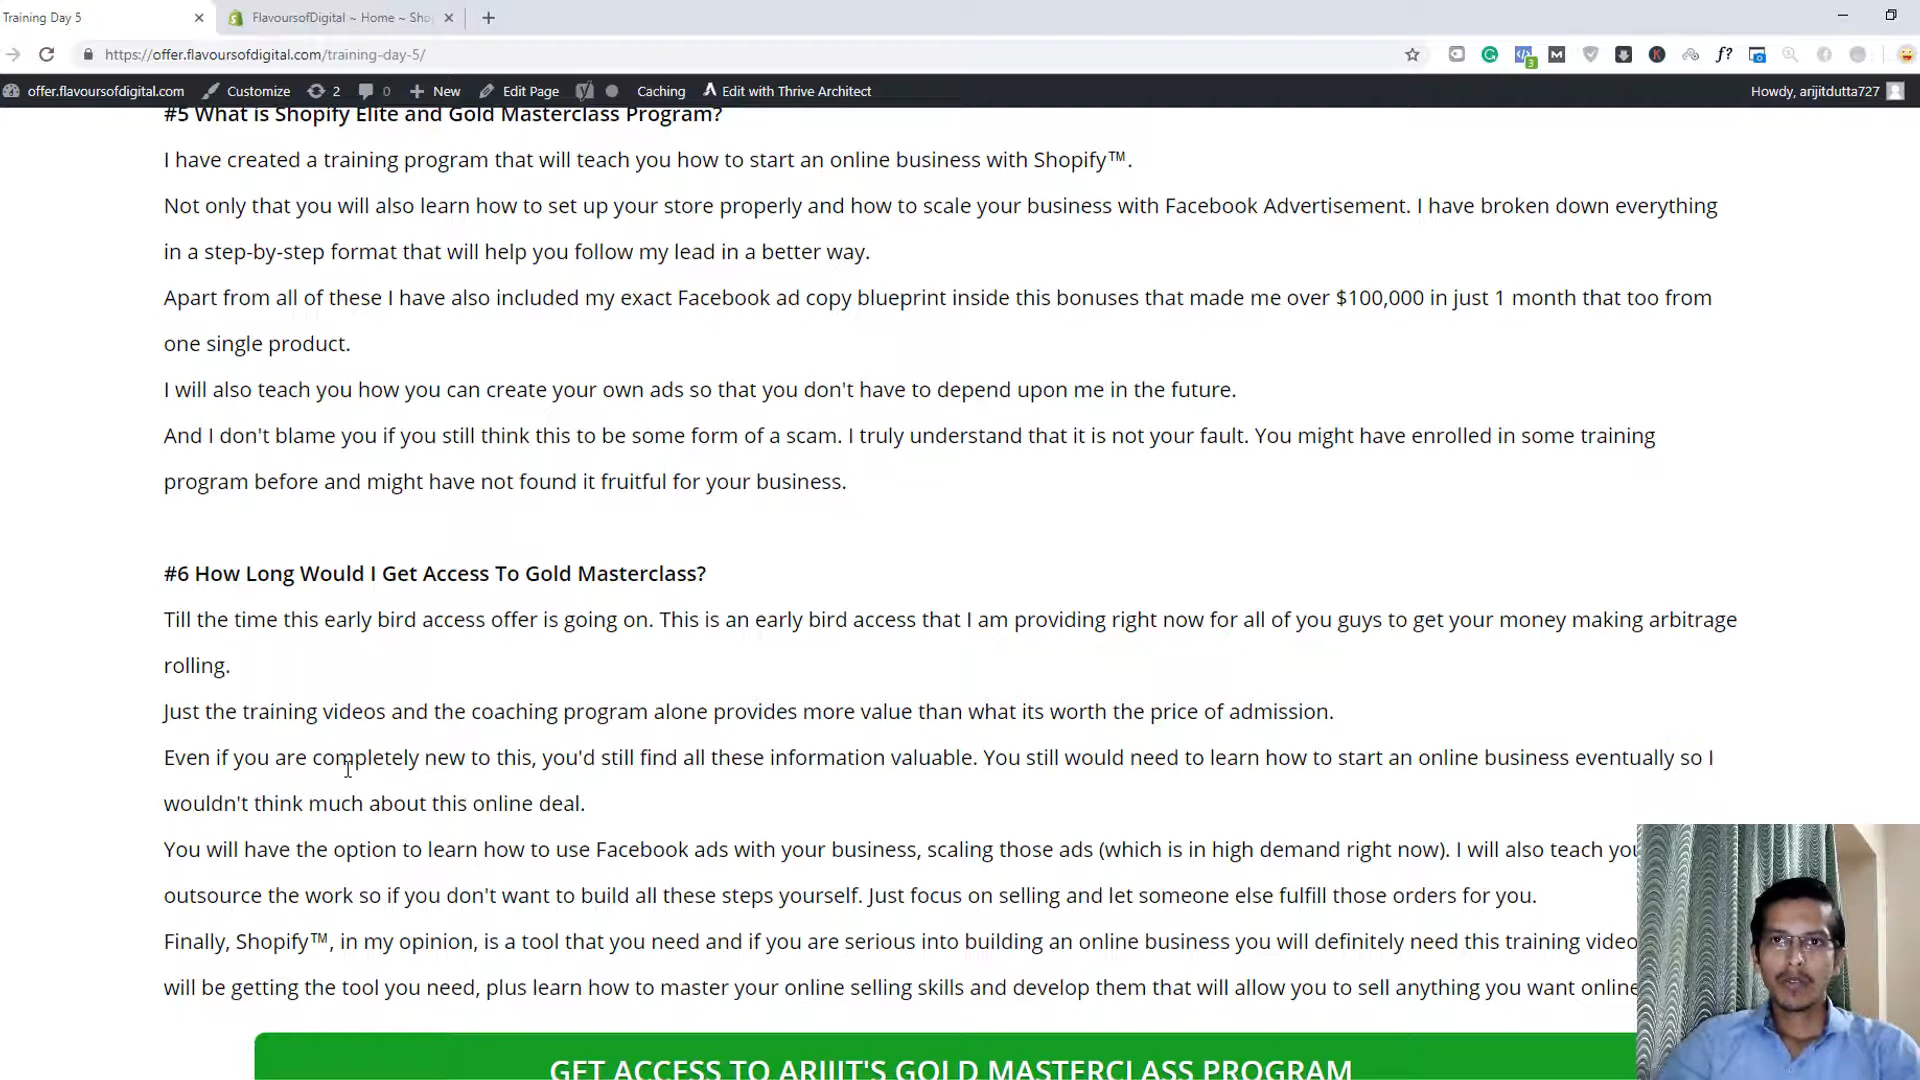 Training Day 5
FlavoursofDigital ~ Home ~ Sho
https://offer.flavoursofdigital.com/training-day-5/
offer.flavoursofdigital.com Customize 2 0 New Edit Page Caching Edit with Thrive Architect Howdy, arijitdutta727
#5 What is Shopify Elite and Gold Masterclass Program?
I have created a training program that will teach you how to start an online business with Shopify™.
Not only that you will also learn how to set up your store properly and how to scale your business with Facebook Advertisement. I have broken down everything
in a step-by-step format that will help you follow my lead in a better way.
Apart from all of these I have also included my exact Facebook ad copy blueprint inside this bonuses that made me over $100,000 in just 1 month that too from
one single product.
I will also teach you how you can create your own ads so that you don't have to depend upon me in the future.
And I don't blame you if you still think this to be some form of a scam. I truly understand that it is not your fault. You might have enrolled in some training
program before and might have not found it fruitful for your business.
#6 How Long Would I Get Access To Gold Masterclass?
Till the time this early bird access offer is going on. This is an early bird access that I am providing right now for all of you guys to get your money making arbitrage
rolling.
Just the training videos and the coaching program alone provides more value than what its worth the price of admission.
Even if you are completely new to this, you'd still find all these information valuable. You still would need to learn how to start an online business eventually so I
wouldn't think much about this online deal.
You will have the option to learn how to use Facebook ads with your business, scaling those ads (which is in high demand right now). I will also teach you
outsource the work so if you don't want to build all these steps yourself. Just focus on selling and let someone else fulfill those orders for you.
Finally, Shopify™, in my opinion, is a tool that you need and if you are serious into building an online business you will definitely need this training video
will be getting the tool you need, plus learn how to master your online selling skills and develop them that will allow you to sell anything you want online
GET ACCESS TO ARIJIT'S GOLD MASTERCLASS PROGRAM